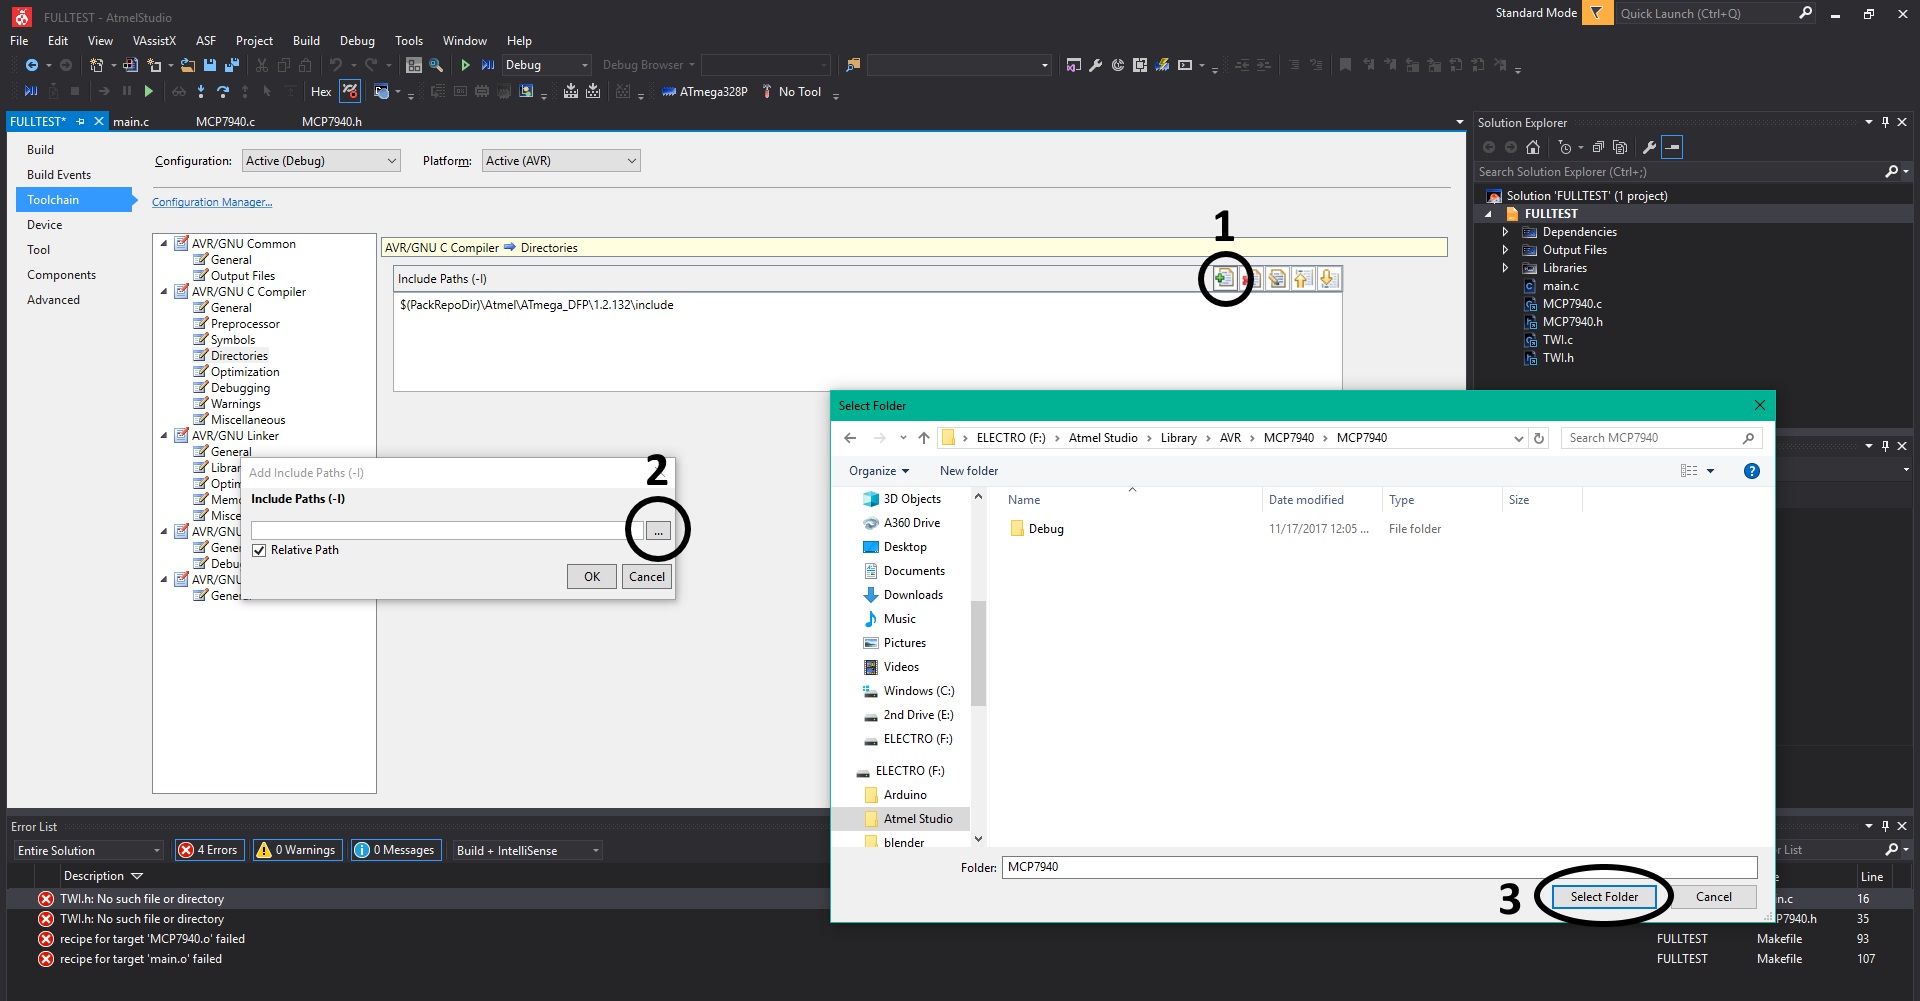 FULLTEST - AtmelStudio
Standard Mode
Quick Launch (Ctrl+Q)
File Edit View VAssistX ASF Project Build Debug Tools Window Help
Debug Debug Browser
Hex ATmega328P No Tool
FULLTEST* main.c MCP7940.c MCP7940.h
Build
Build Events
Toolchain
Device
Tool
Components
Advanced
Configuration: Active (Debug) Platform: Active (AVR)
Configuration Manager...
AVR/GNU Common
General
Output Files
AVR/GNU C Compiler
General
Preprocessor
Symbols
Directories
Optimization
Debugging
Warnings
Miscellaneous
AVR/GNU Linker
General
Librar
Optim
Memo
Misce
AVR/GNU
Gener
Debu
AVR/GNU
Gener
AVR/GNU C Compiler Directories
1
Include Paths (-I)
$(PackRepoDir)\Atmel\ATmega_DFP\1.2.132\include
Add Include Paths (-I)
2
Include Paths (-I)
...
Relative Path
OK Cancel
Solution Explorer
Search Solution Explorer (Ctrl+;)
Solution 'FULLTEST' (1 project)
FULLTEST
Dependencies
Output Files
Libraries
main.c
MCP7940.c
MCP7940.h
TWI.c
TWI.h
Select Folder
ELECTRO (F:) Atmel Studio Library AVR MCP7940 MCP7940
Search MCP7940
Organize New folder
3D Objects
A360 Drive
Desktop
Documents
Downloads
Music
Pictures
Videos
Windows (C:)
2nd Drive (E:)
ELECTRO (F:)
ELECTRO (F:)
Arduino
Atmel Studio
blender
Name Date modified Type Size
Debug 11/17/2017 12:05 ... File folder
Folder: MCP7940
3
Select Folder Cancel
Error List
Entire Solution 4 Errors 0 Warnings 0 Messages Build + IntelliSense
r List
Description e Line
TWI.h: No such file or directory in.c 16
TWI.h: No such file or directory P7940.h 35
recipe for target 'MCP7940.o' failed FULLTEST Makefile 93
recipe for target 'main.o' failed FULLTEST Makefile 107